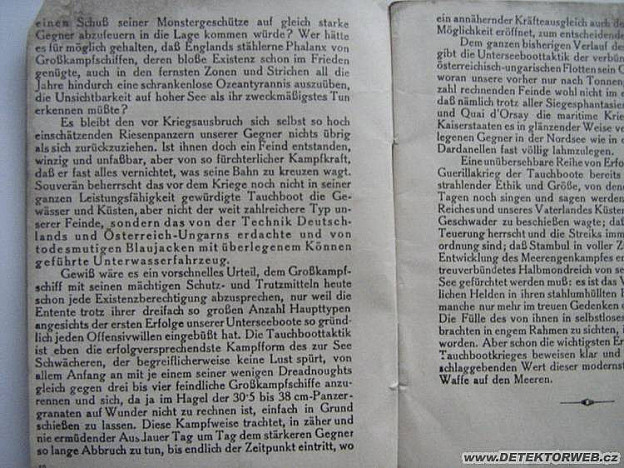 einen Schuß seiner Monstergeschütze auf gleich starke
Gegner abzufeuern in die Lage kommen würde? Wer hätte
es für möglich gehalten, daß Englands stählerne Phalanx von
Großkampfschiffen, deren bloße Existenz schon im Frieden
genügte, auch in den fernsten Zonen und Strichen all die
Jahre hindurch eine schrankenlose Ozeantyrannis auszuüben,
die Unsichtbarkeit auf hoher See als ihr zweckmäßigstes Tun
erkennen müßte?
Es bleibt den vor Kriegsausbruch sich selbst so hoch
einschätzenden Riesenpanzern unserer Gegner nichts übrig
als sich zurückzuziehen. Ist ihnen doch ein Feind entstanden,
winzig und unfaßbar, aber von so fürchterlicher Kampfkraft,
daß er fast alles vernichtet, was seine Bahn zu kreuzen wagt.
Souverän beherrscht das vor dem Kriege noch nicht in seiner
ganzen Leistungsfähigkeit gewürdigte Tauchboot die Ge-
wässer und Küsten, aber nicht der weit zahlreichere Typ un-
serer Feinde, sondern das von der Technik Deutsch-
lands und Österreich-Ungarns erdachte und von
todesmutigen Blaujacken mit überlegenem Können
geführte Unterwasserfahrzeug.
Gewiß wäre es ein vorschnelles Urteil, dem Großkampf-
schiff mit seinen mächtigen Schutz- und Trutzmitteln heute
schon jede Existenzberechtigung abzusprechen, nur weil die
Entente trotz ihrer dreifach so großen Anzahl Haupttypen
angesichts der ersten Erfolge unserer Unterseeboote so gründ-
lich jeden Offensivwillen eingebüßt hat. Die Tauchboottaktik
ist eben die erfolgversprechendste Kampfform des zur See
Schwächeren, der begreiflicherweise keine Lust spürt, von
allem Anfang an mit je einem seiner wenigen Dreadnoughts
gleich gegen drei bis vier feindliche Großkampfschiffe anzu-
rennen und sich, da ja im Hagel der 30·5 bis 38 cm-Panzer-
granaten auf Wunder nicht zu rechnen ist, einfach in Grund
schießen zu lassen. Diese Kampfweise trachtet, in zäher und
nie ermüdender Ausdauer Tag um Tag dem stärkeren Gegner
so lange Abbruch zu tun, bis endlich der Zeitpunkt eintritt, wo
ein annähernder Kräfteausgleich auch
Möglichkeit eröffnet, zum entscheidende
Dem ganzen bisherigen Verlauf des
gibt die Unterseeboottaktik der verbün
österreichisch-ungarischen Flotten sein G
woran unsere vorher nur nach Tonnen
zahl rechnenden Feinde wohl nicht im
daß nämlich trotz aller Siegesphantasie
und Quai d'Orsay die maritime Krie
Kaiserstaaten es in glänzender Weise v
legenen Gegner in der Nordsee wie in
Dardanellen fast völlig lahmzulegen.
Eine unübersehbare Reihe von Erfo
Guerillakrieg der Tauchboote bereits
strahlender Ethik und Größe, von denen
Tagen noch singen und sagen werden
Reiches und unseres Vaterlandes Küsten
Geschwader zu beschießen wagte; daß
Teuerung herrscht und die Streiks imm
ordnung sind; daß Stambul in voller
Entwicklung des Meerengenkampfes
treuverbündetes Halbmondreich von se
See gefürchtet werden muß: es ist das
lichen Helden in ihren stahlumhüllten
manche nur mehr im treuen Gedenken
Die Fülle des von ihnen in selbstloses
brachten in engem Rahmen zu sichten,
worden. Aber schon die wichtigsten Er
Tauchbootkrieges beweisen klar und
schlaggebenden Wert dieser modernst
Waffe auf den Meeren.
www.DETEKTORWEB.cz